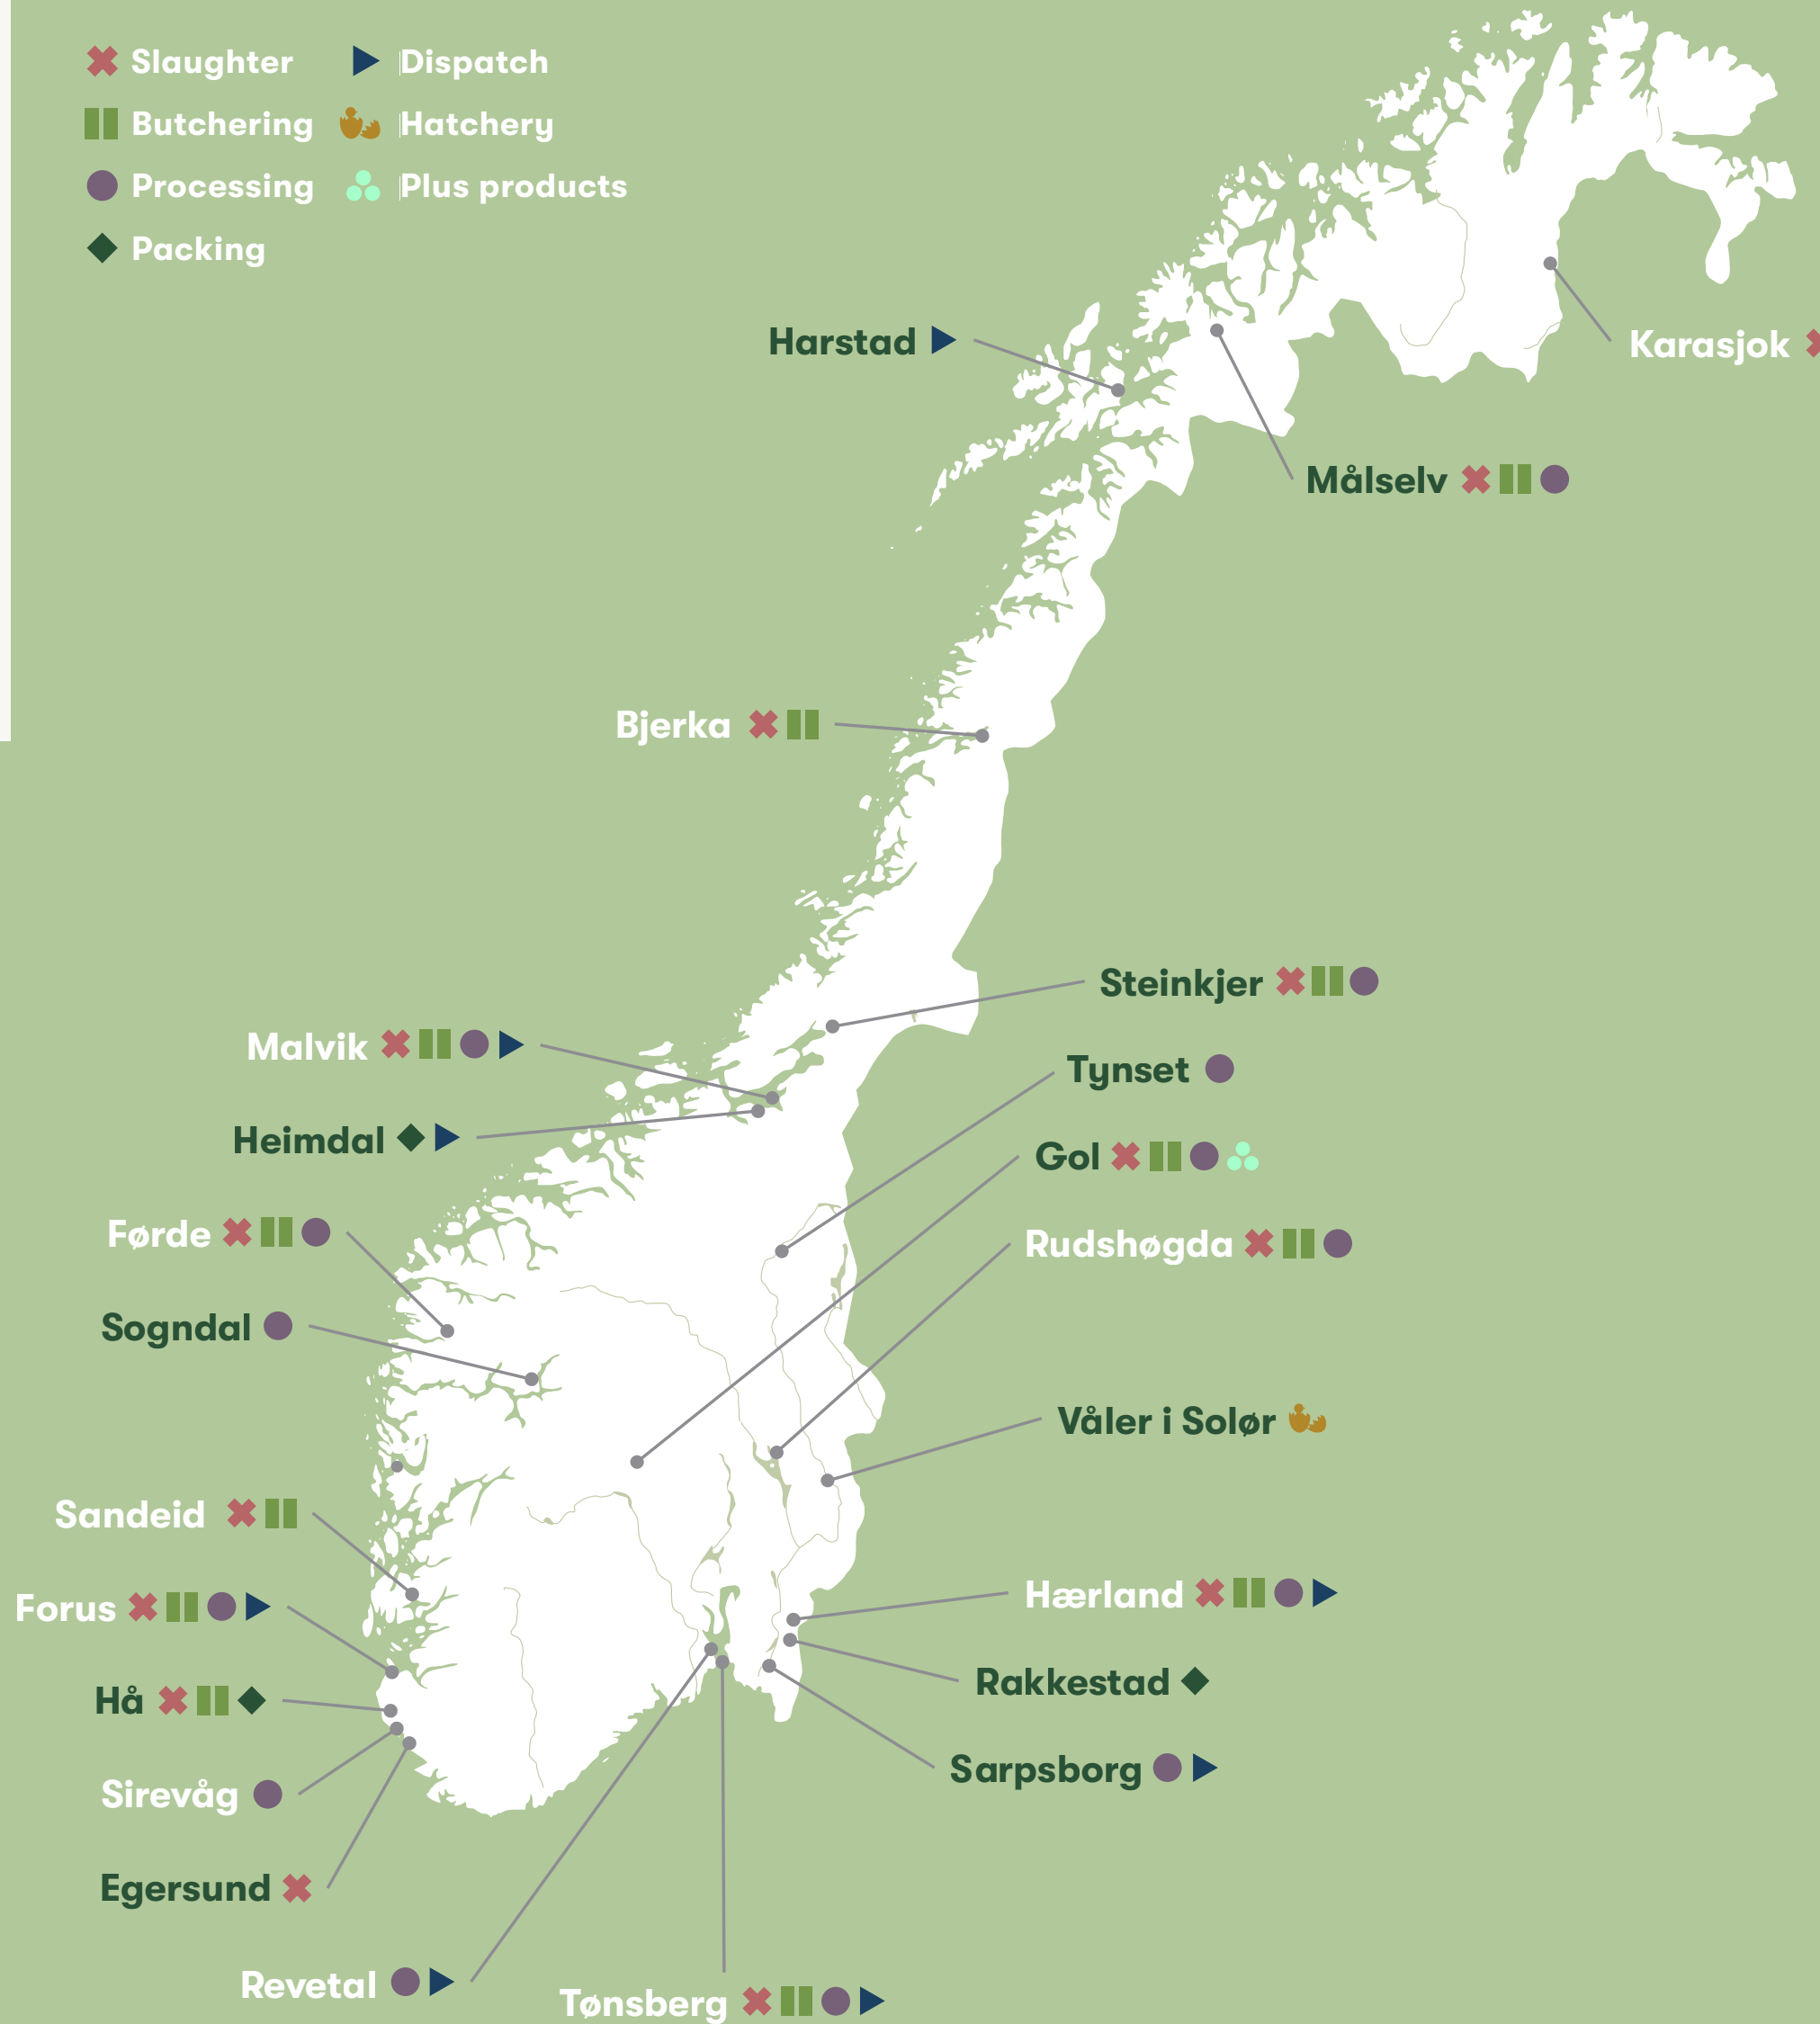 Slaughter
Dispatch
Butchering
Hatchery
Processing
Plus products
Packing
Harstad
Karasjok
Målselv
Bjerka
Steinkjer
Malvik
Tynset
Heimdal
Gol
Førde
Rudshøgda
Sogndal
Våler i Solør
Sandeid
Hærland
Forus
Rakkestad
Hå
Sarpsborg
Sirevåg
Egersund
Revetal
Tønsberg